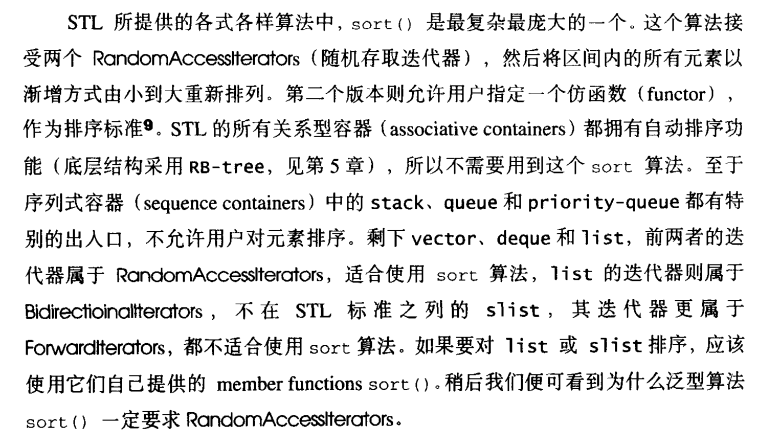 STL 所提供的各式各样算法中，sort() 是最复杂最庞大的一个。这个算法接
受两个 RandomAccessIterators（随机存取迭代器），然后将区间内的所有元素以
渐增方式由小到大重新排列。第二个版本则允许用户指定一个仿函数（functor），
作为排序标准9。STL 的所有关系型容器（associative containers）都拥有自动排序功
能（底层结构采用 RB-tree，见第 5 章），所以不需要用到这个 sort 算法。至于
序列式容器（sequence containers）中的 stack、queue 和 priority-queue 都有特
别的出入口，不允许用户对元素排序。剩下 vector、deque 和 list，前两者的迭
代器属于 RandomAccessIterators，适合使用 sort 算法，list 的迭代器则属于
BidirectioinalIterators，不在 STL 标准之列的 slist，其迭代器更属于
ForwardIterators，都不适合使用 sort 算法。如果要对 list 或 slist 排序，应该
使用它们自己提供的 member functions sort()。稍后我们便可看到为什么泛型算法
sort() 一定要求 RandomAccessIterators。